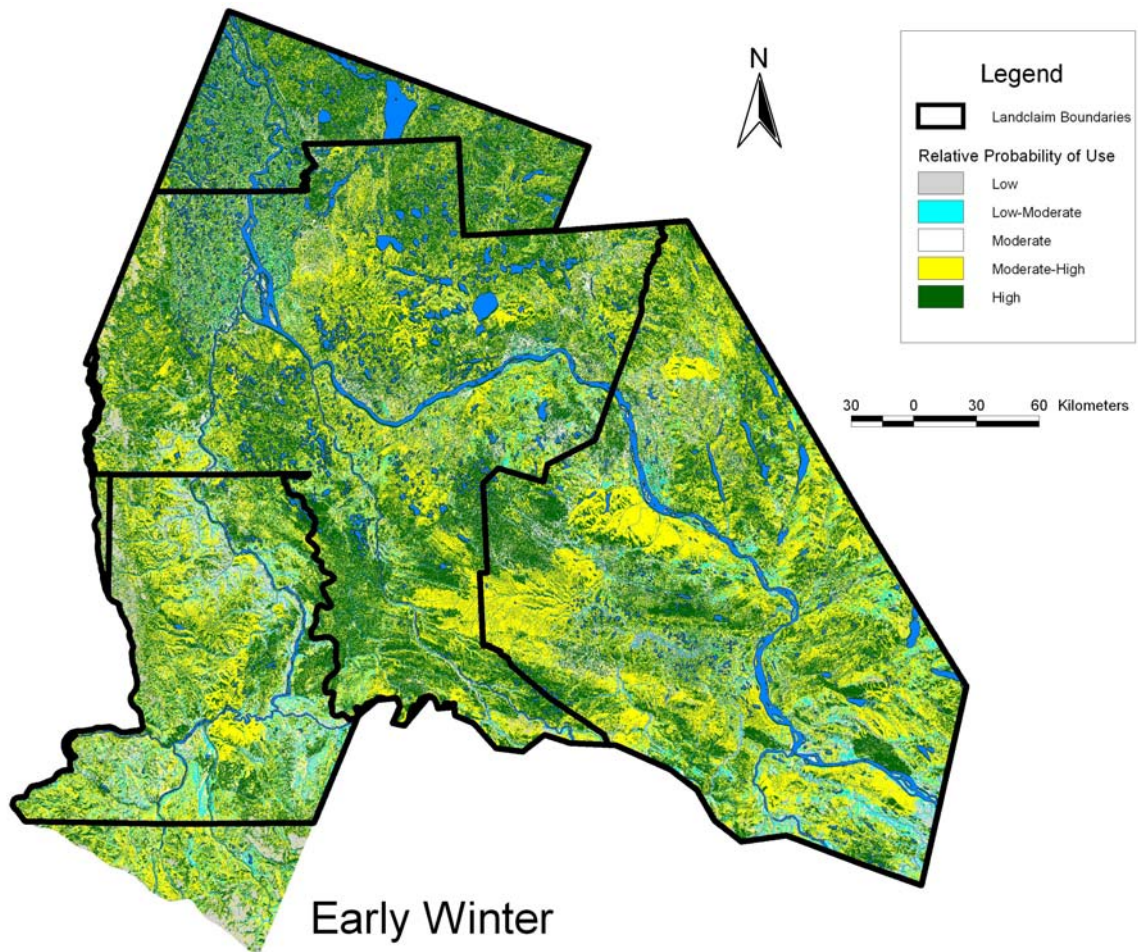 N
Legend
Landclaim Boundaries
Relative Probability of Use
Low
Low-Moderate
Moderate
Moderate-High
High
30 0 30 60 Kilometers
Early Winter